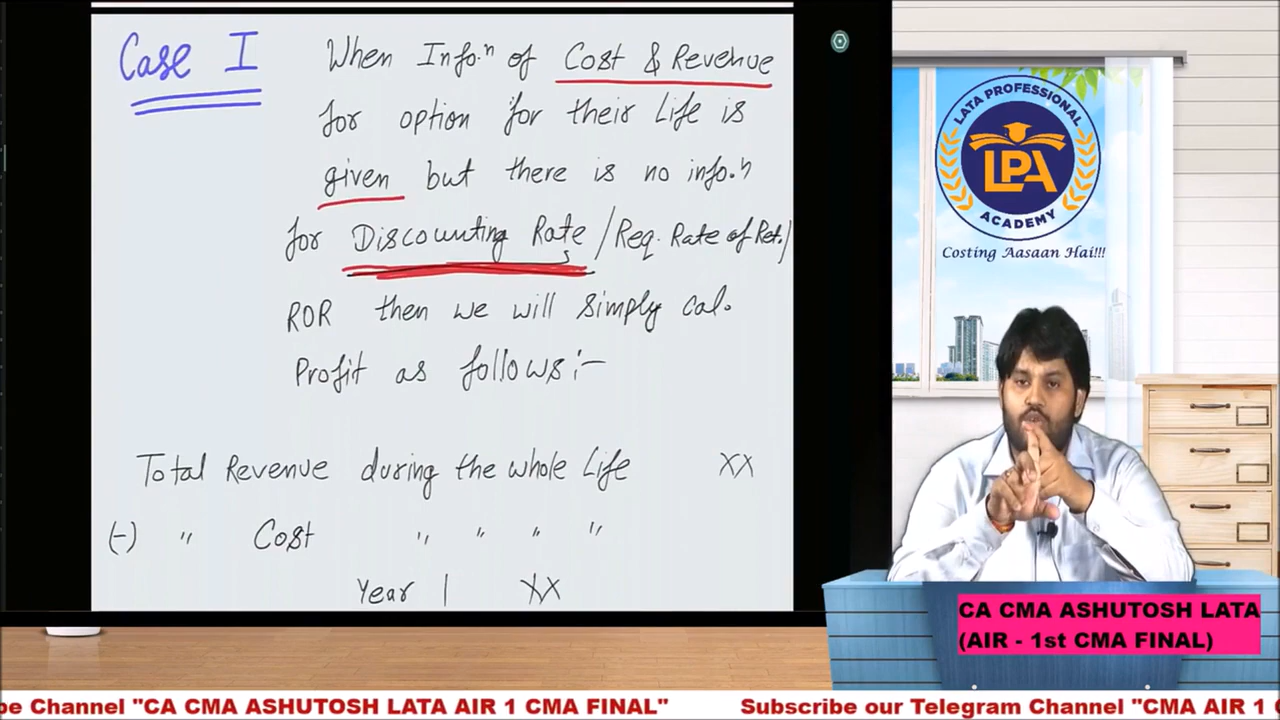 Case I
When Info.ⁿ of Cost & Revenue
for option for their Life is
given but there is no info.ⁿ
for Discounting Rate /Req. Rate of Ret./
ROR then we will simply cal.
Profit as follows :-
Total Revenue during the whole Life XX
(-) " Cost " " " "
Year 1 XX
LATA PROFESSIONAL
LPA
ACADEMY
Costing Aasaan Hai!!!
CA CMA ASHUTOSH LATA
(AIR - 1st CMA FINAL)
be Channel "CA CMA ASHUTOSH LATA AIR 1 CMA FINAL" Subscribe our Telegram Channel "CMA AIR 1